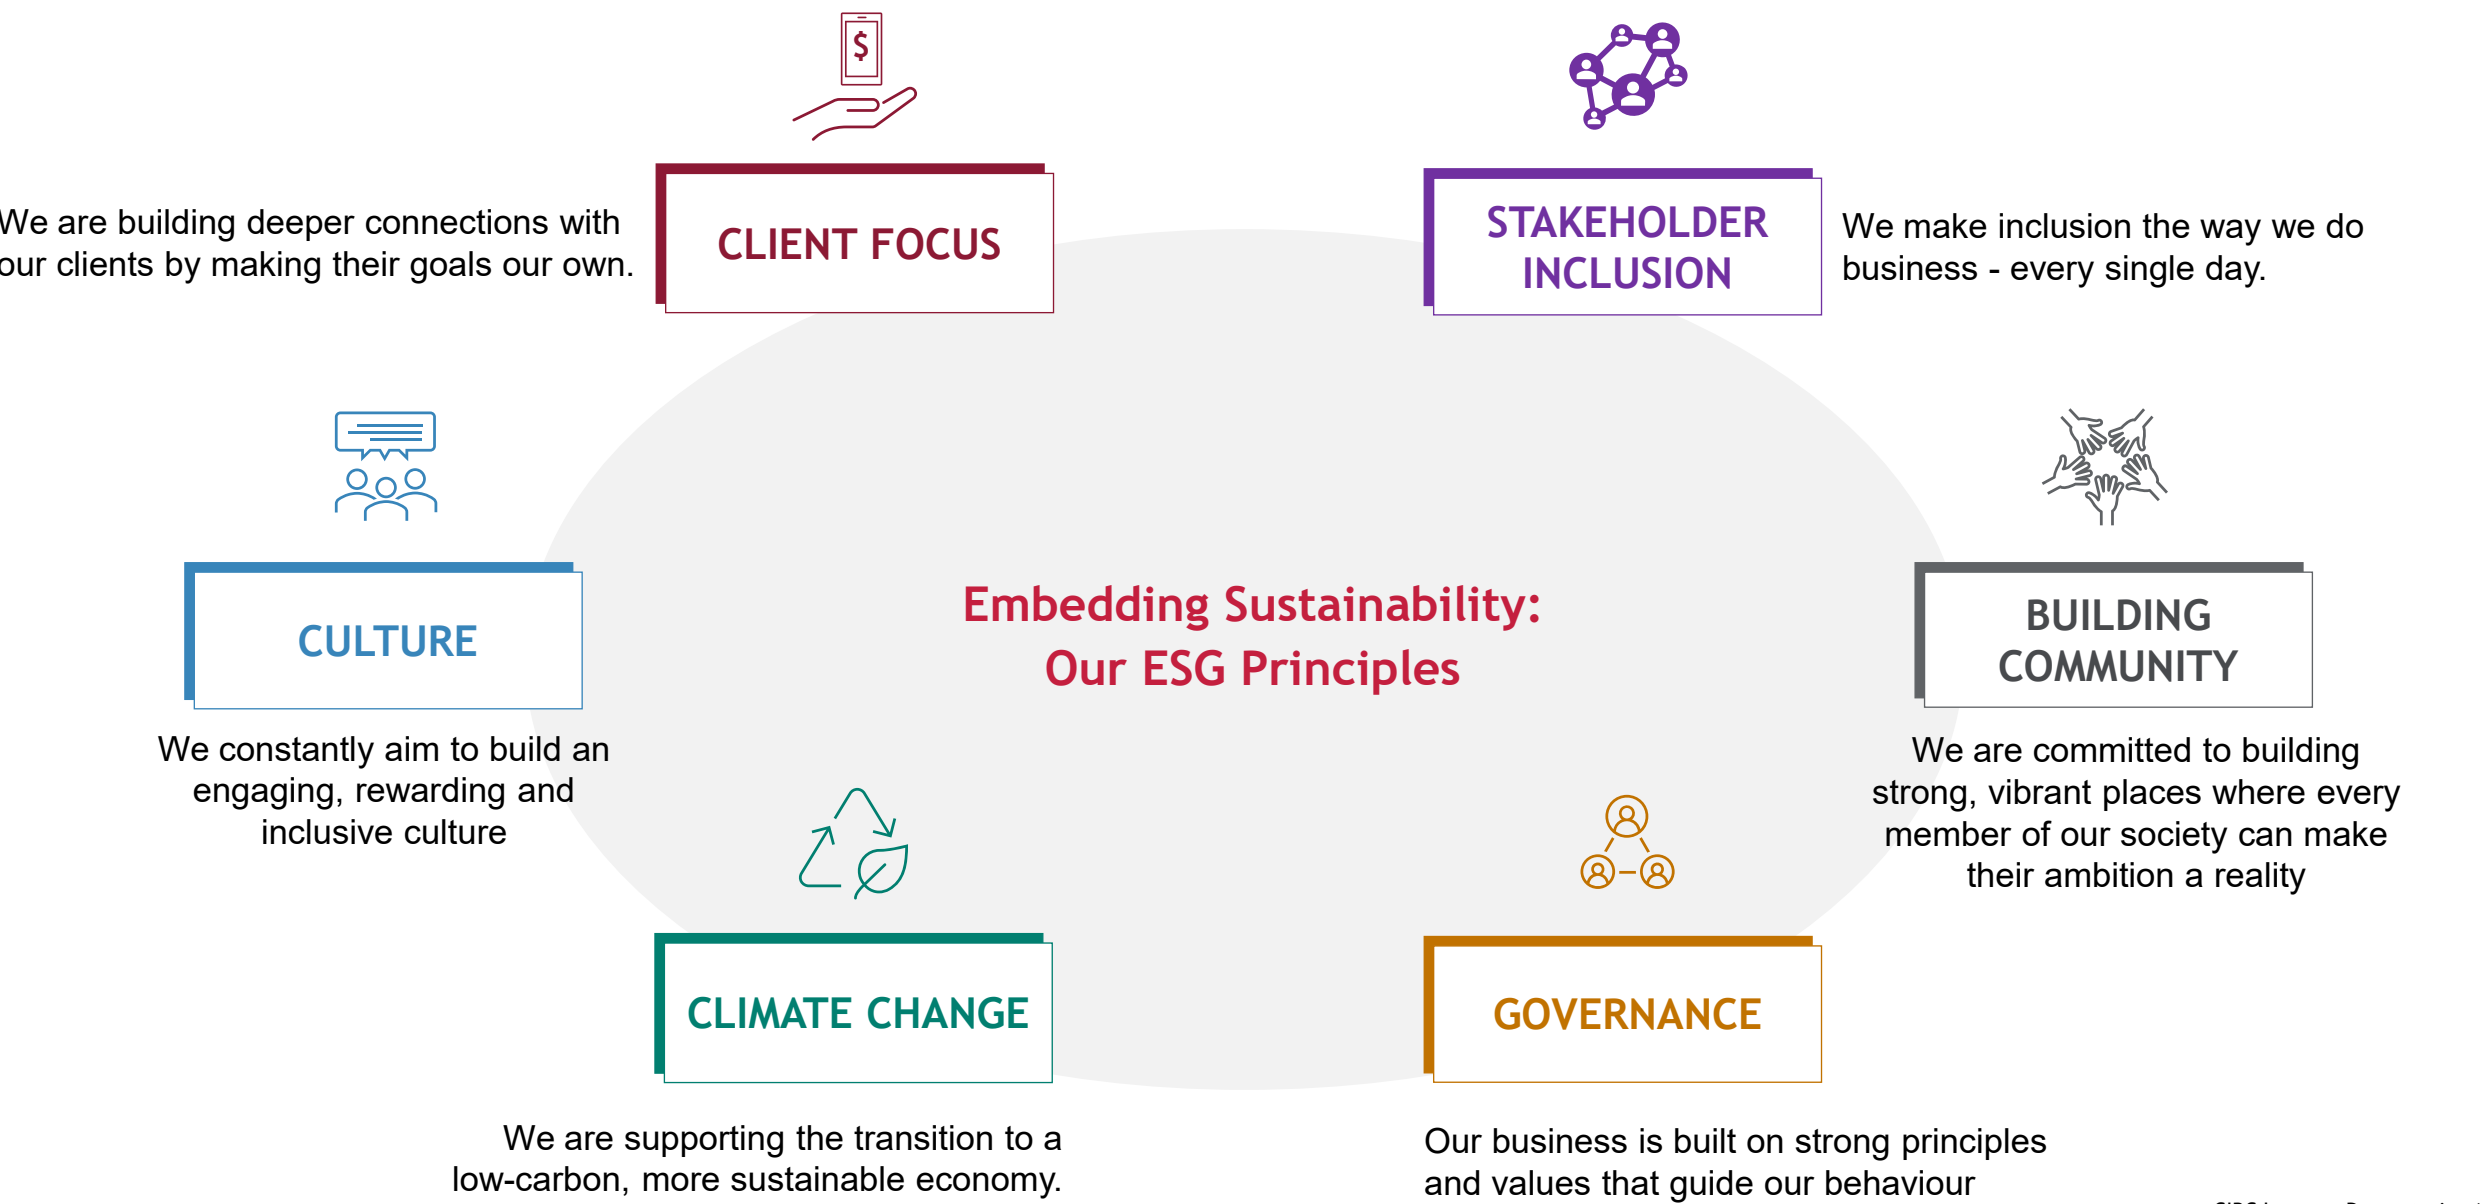 $
CLIENT FOCUS
We are building deeper connections with
our clients by making their goals our own.
STAKEHOLDER
INCLUSION
We make inclusion the way we do
business - every single day.
CULTURE
We constantly aim to build an
engaging, rewarding and
inclusive culture
Embedding Sustainability:
Our ESG Principles
BUILDING
COMMUNITY
We are committed to building
strong, vibrant places where every
member of our society can make
their ambition a reality
CLIMATE CHANGE
We are supporting the transition to a
low-carbon, more sustainable economy.
GOVERNANCE
Our business is built on strong principles
and values that guide our behaviour